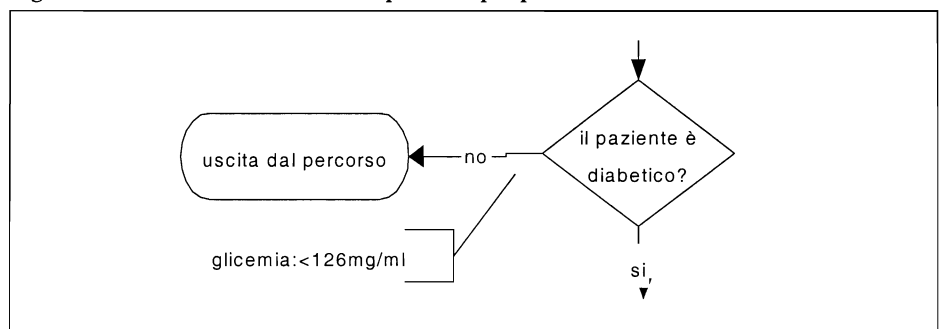 il paziente è
diabetico?
no
uscita dal percorso
glicemia:<126mg/ml
si,